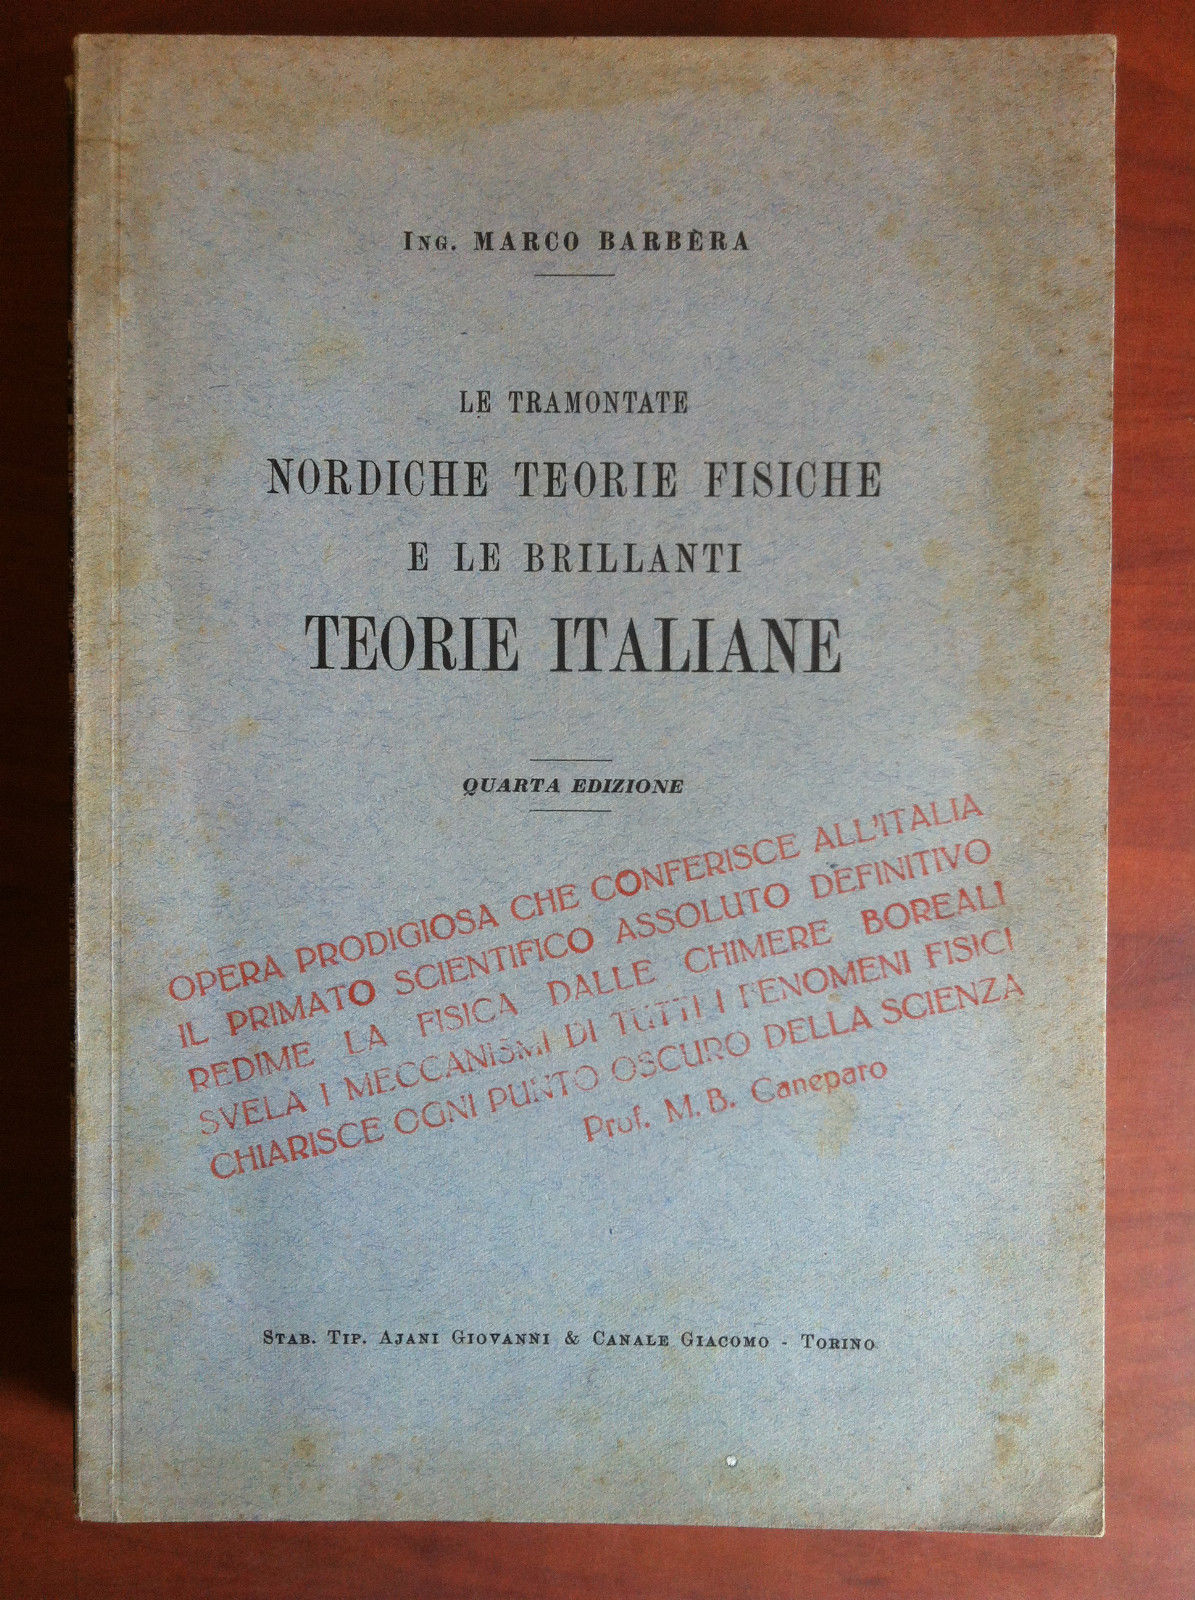 ING. MARCO BARBÈRA
LE TRAMONTATE
NORDICHE TEORIE FISICHE
E LE BRILLANTI
TEORIE ITALIANE
QUARTA EDIZIONE
OPERA PRODIGIOSA CHE CONFERISCE ALL'ITALIA
IL PRIMATO SCIENTIFICO ASSOLUTO DEFINITIVO
REDIME LA FISICA DALLE CHIMERE BOREALI
SVELA I MECCANISMI DI TUTTI I FENOMENI FISICI
CHIARISCE OGNI PUNTO OSCURO DELLA SCIENZA
Prof. M. B. Caneparo
STAB. TIP. AJANI GIOVANNI & CANALE GIACOMO - TORINO